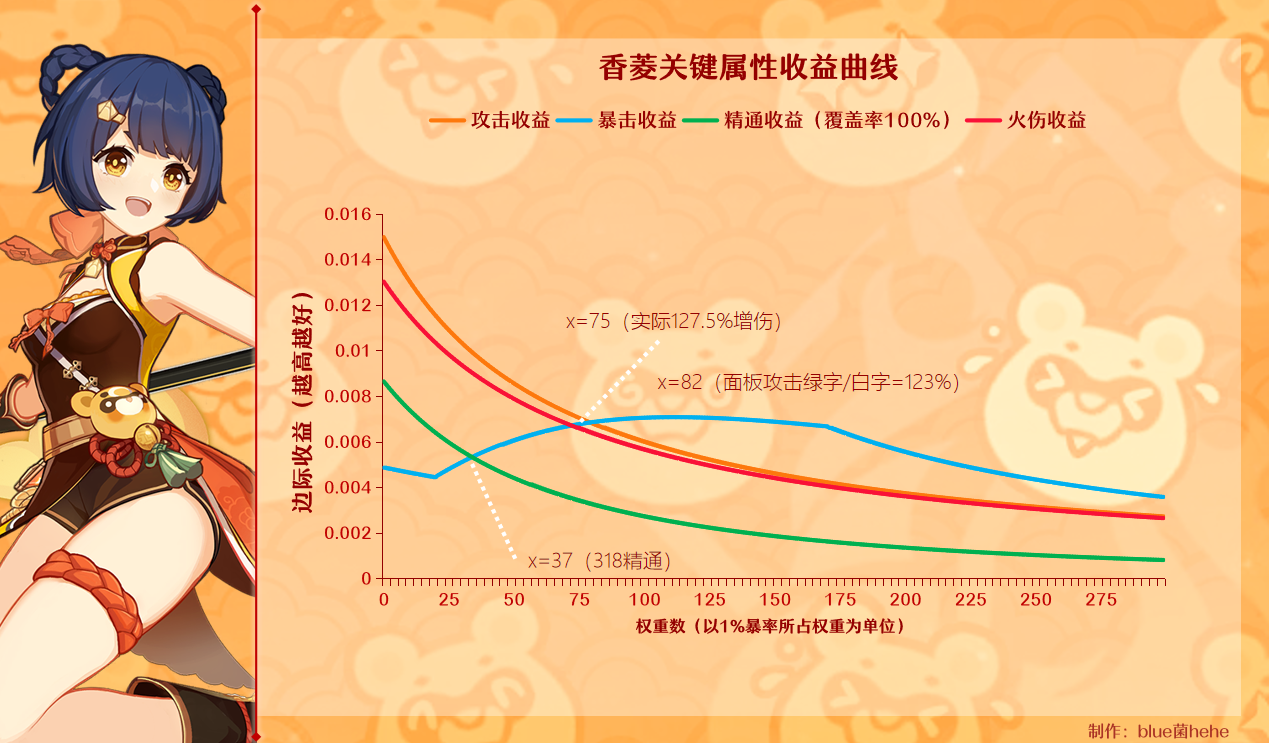 香菱关键属性收益曲线
攻击收益 暴击收益 精通收益（覆盖率100%） 火伤收益
0.016
0.014
0.012
0.01
0.008
0.006
0.004
0.002
0
边际收益（越高越好）
x=75（实际127.5%增伤）
x=82（面板攻击绿字/白字=123%）
x=37（318精通）
0 25 50 75 100 125 150 175 200 225 250 275
权重数（以1%暴率所占权重为单位）
制作：blue菌hehe